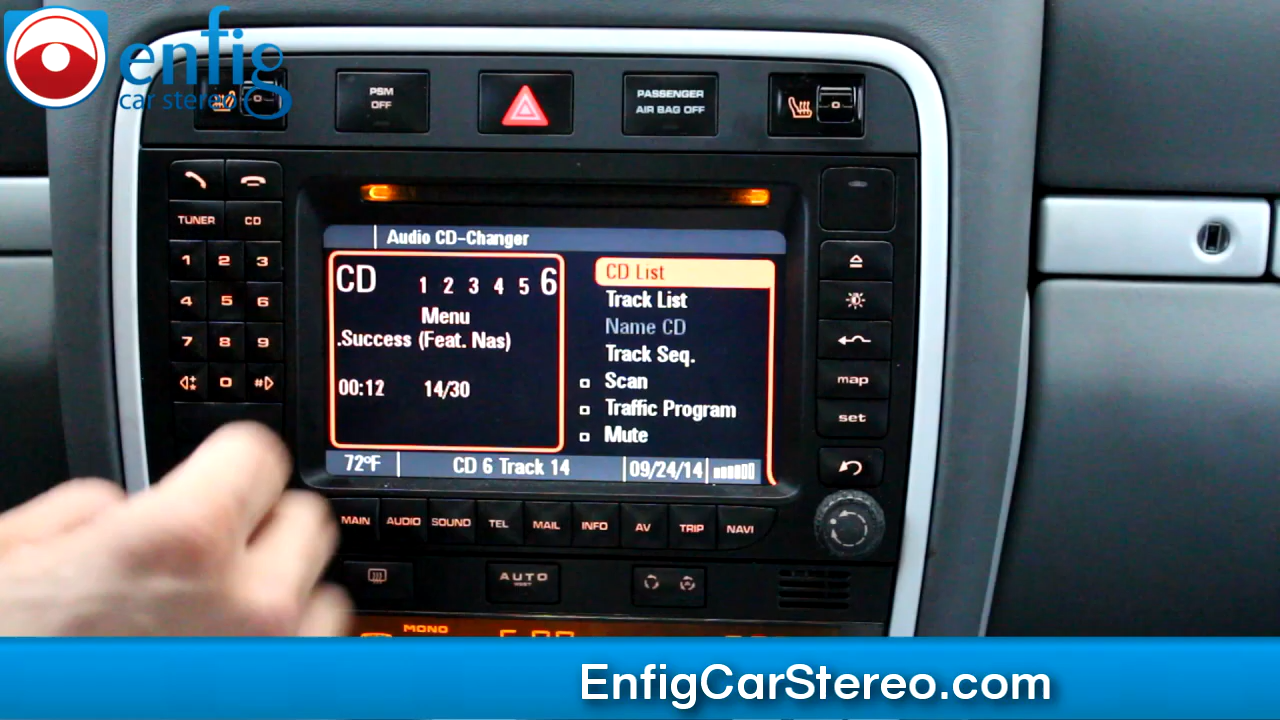 enfig
car stereo
PSM
OFF
PASSENGER
AIR BAG OFF
TUNER CD
1 2 3
4 5 6
7 8 9
0 #
Audio CD-Changer
CD 1 2 3 4 5 6
Menu
.Success (Feat. Nas)
00:12 14/30
CD List
Track List
Name CD
Track Seq.
Scan
Traffic Program
Mute
72°F CD 6 Track 14 09/24/14
map
set
MAIN AUDIO SOUND TEL MAIL INFO AV TRIP NAVI
AUTO
MONO
EnfigCarStereo.com